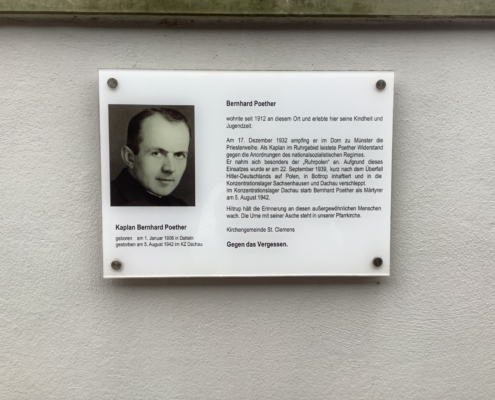 Bernhard Poether
wohnte seit 1912 an diesem Ort und erlebte hier seine Kindheit und
Jugendzeit.
Am 17. Dezember 1932 empfing er im Dom zu Münster die
Priesterweihe. Als Kaplan im Ruhrgebiet leistete Poether Widerstand
gegen die Anordnungen des nationalsozialistischen Regimes.
Er nahm sich besonders der „Ruhrpolen" an. Aufgrund dieses
Einsatzes wurde er am 22. September 1939, kurz nach dem Überfall
Hitler-Deutschlands auf Polen, in Bottrop inhaftiert und in die
Konzentrationslager Sachsenhausen und Dachau verschleppt.
Im Konzentrationslager Dachau starb Bernhard Poether als Märtyrer
am 5. August 1942.
Hiltrup hält die Erinnerung an diesen außergewöhnlichen Menschen
wach. Die Urne mit seiner Asche steht in unserer Pfarrkirche.
Kirchengemeinde St. Clemens
Gegen das Vergessen.
Kaplan Bernhard Poether
geboren am 1. Januar 1906 in Datteln
gestorben am 5. August 1942 im KZ Dachau